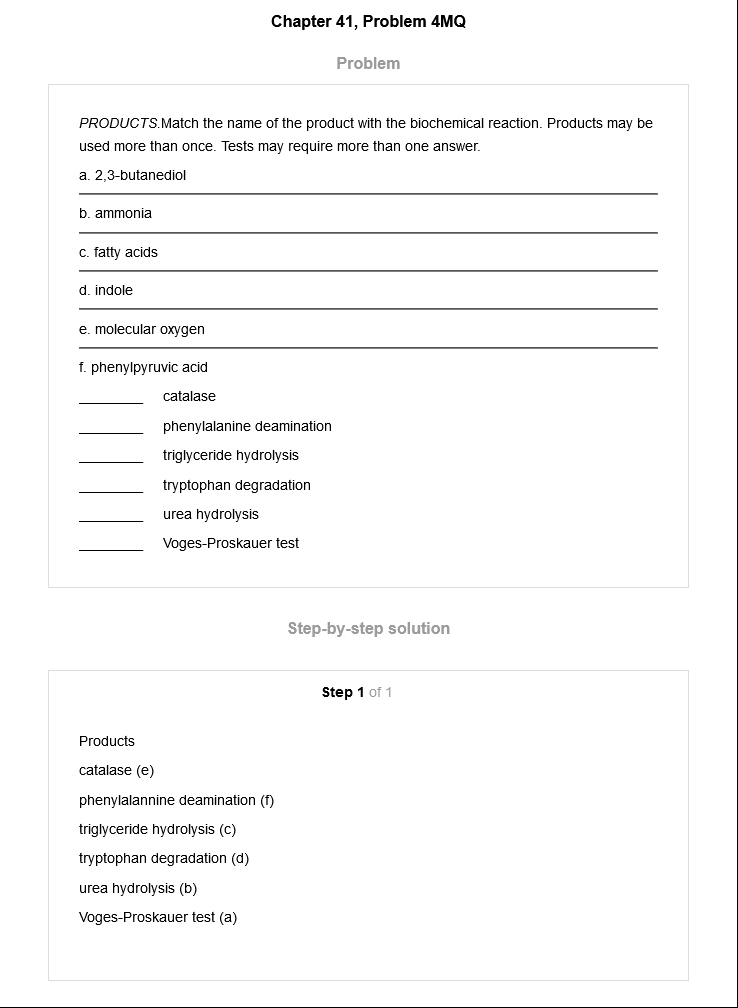 Chapter 41, Problem 4MQ
Problem
PRODUCTS.Match the name of the product with the biochemical reaction. Products may be
used more than once. Tests may require more than one answer.
a. 2,3-butanediol
b. ammonia
c. fatty acids
d. indole
e. molecular oxygen
f. phenylpyruvic acid
________ catalase
________ phenylalanine deamination
________ triglyceride hydrolysis
________ tryptophan degradation
________ urea hydrolysis
________ Voges-Proskauer test
Step-by-step solution
Step 1 of 1
Products
catalase (e)
phenylalannine deamination (f)
triglyceride hydrolysis (c)
tryptophan degradation (d)
urea hydrolysis (b)
Voges-Proskauer test (a)